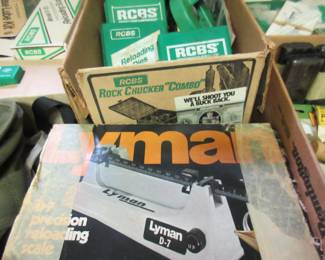 RCBS
RCBS
Reloading
Dies
RCBS
RCBS
ROCK CHUCKER "COMBO"
WE'LL SHOOT YOU
A BUCK BACK.
Lyman
D-7
precision
reloading
scale
Lyman
Lyman
D-7